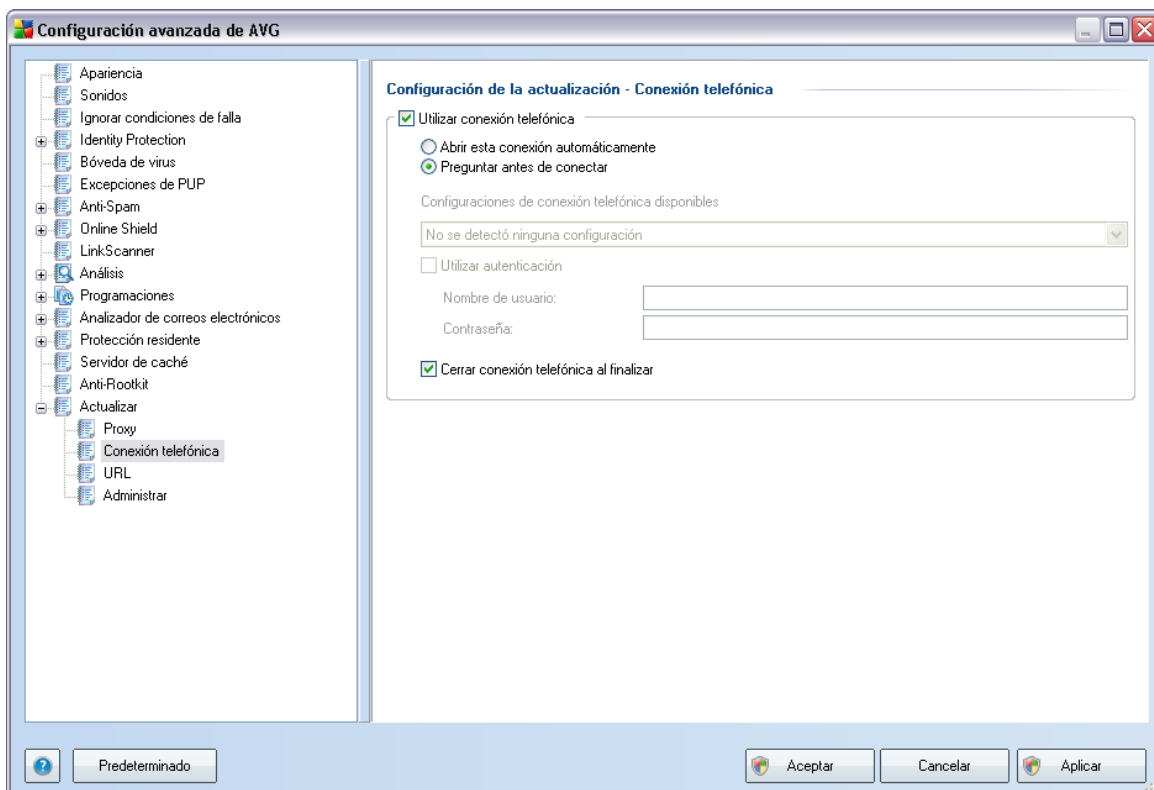 Configuración avanzada de AVG
Apariencia
Sonidos
Ignorar condiciones de falla
Identity Protection
Bóveda de virus
Excepciones de PUP
Anti-Spam
Online Shield
LinkScanner
Análisis
Programaciones
Analizador de correos electrónicos
Protección residente
Servidor de caché
Anti-Rootkit
Actualizar
Proxy
Conexión telefónica
URL
Administrar
Configuración de la actualización - Conexión telefónica
Utilizar conexión telefónica
Abrir esta conexión automáticamente
Preguntar antes de conectar
Configuraciones de conexión telefónica disponibles
No se detectó ninguna configuración
Utilizar autenticación
Nombre de usuario:
Contraseña:
Cerrar conexión telefónica al finalizar
Predeterminado
Aceptar
Cancelar
Aplicar